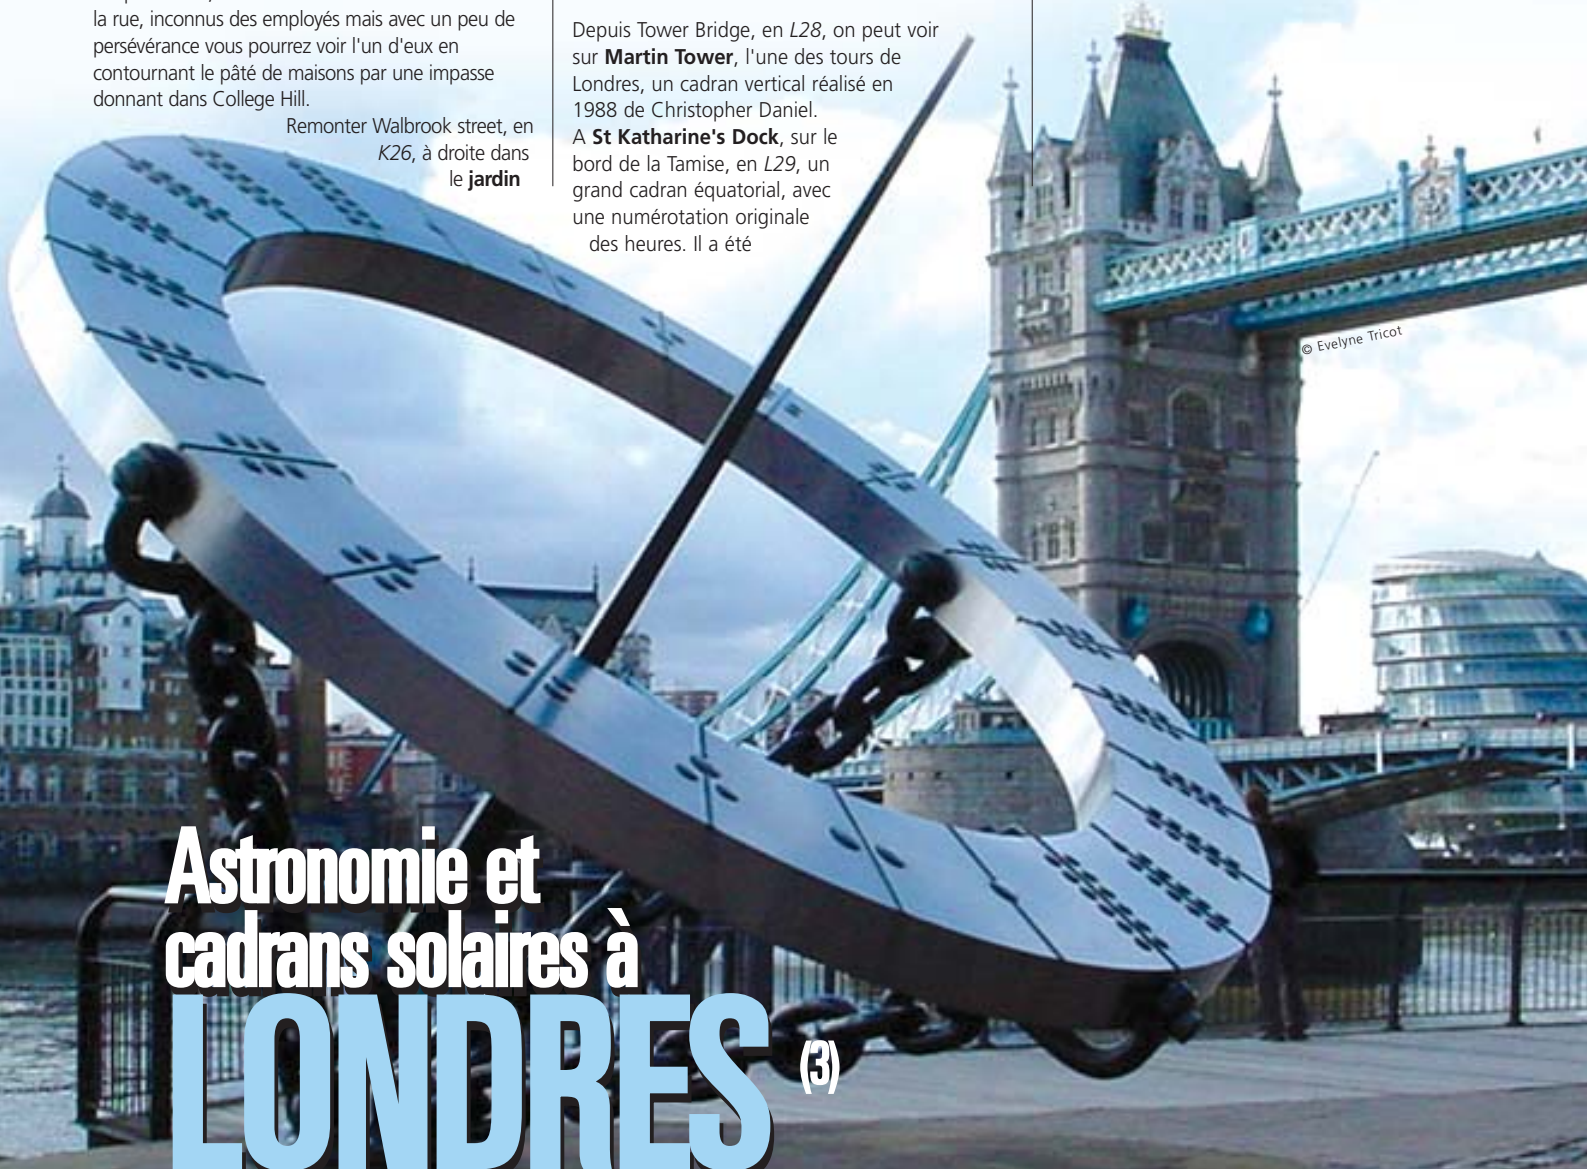 la rue, inconnus des employés mais avec un peu de
persévérance vous pourrez voir l'un d'eux en
contournant le pâté de maisons par une impasse
donnant dans College Hill.
Remonter Walbrook street, en
K26, à droite dans
le jardin
Depuis Tower Bridge, en L28, on peut voir
sur Martin Tower, l'une des tours de
Londres, un cadran vertical réalisé en
1988 de Christopher Daniel.
A St Katharine's Dock, sur le
bord de la Tamise, en L29, un
grand cadran équatorial, avec
une numérotation originale
des heures. Il a été
© Evelyne Tricot
Astronomie et
cadrans solaires à
LONDRES (3)